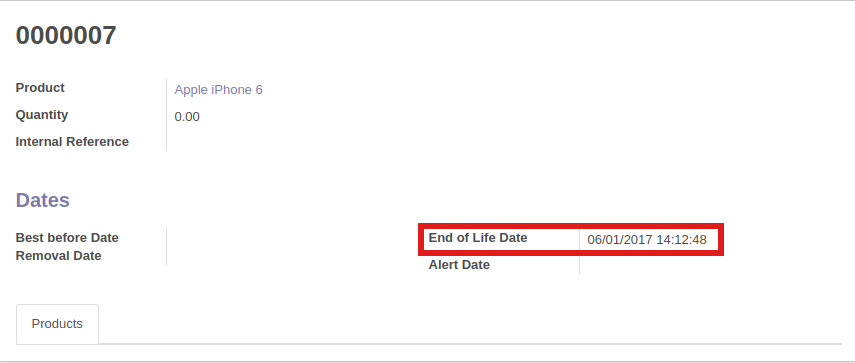 0000007
Product Apple iPhone 6
Quantity 0.00
Internal Reference
Dates
Best before Date
Removal Date
End of Life Date 06/01/2017 14:12:48
Alert Date
Products